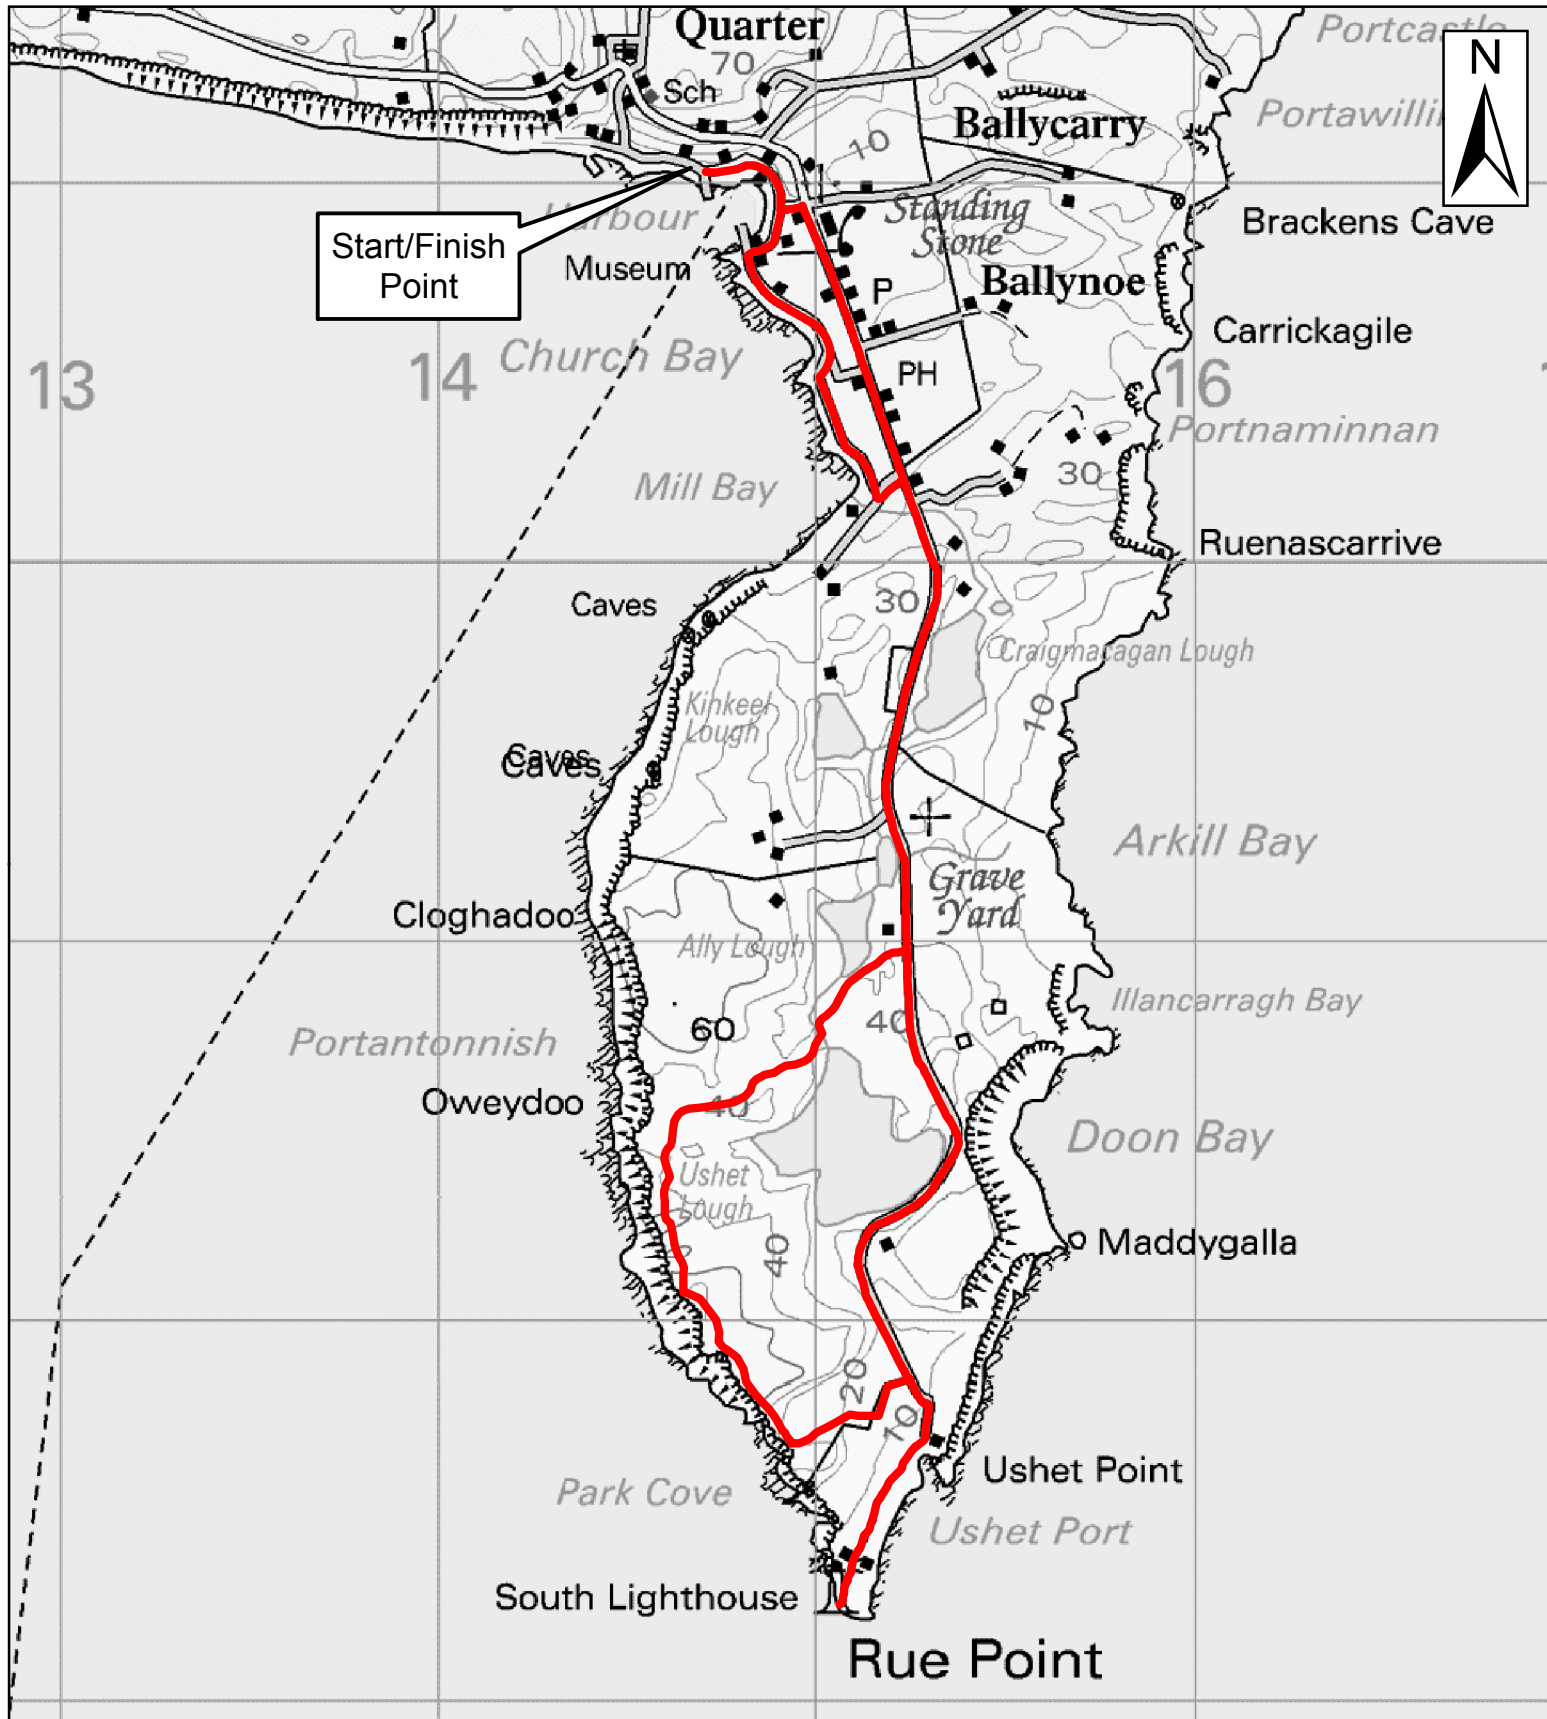 Quarter
Portcastle
N
70
Sch
Ballycarry
10
Harbour
Standing
Stone
Brackens Cave
Start/Finish
Point
Museum
P
Ballynoe
Carrickagile
13
14
Church Bay
PH
16
Portnaminnan
30
Mill Bay
Ruenascarrive
Caves
30
Craigmacagan Lough
Kinkeel
Lough
10
Caves
Caves
Arkill Bay
Grave
Yard
Cloghadoo
Ally Lough
Illancarragh Bay
60
40
Portantonnish
Oweydoo
40
Doon Bay
Ushet
Lough
40
Maddygalla
20
10
Ushet Point
Park Cove
Ushet Port
South Lighthouse
Rue Point